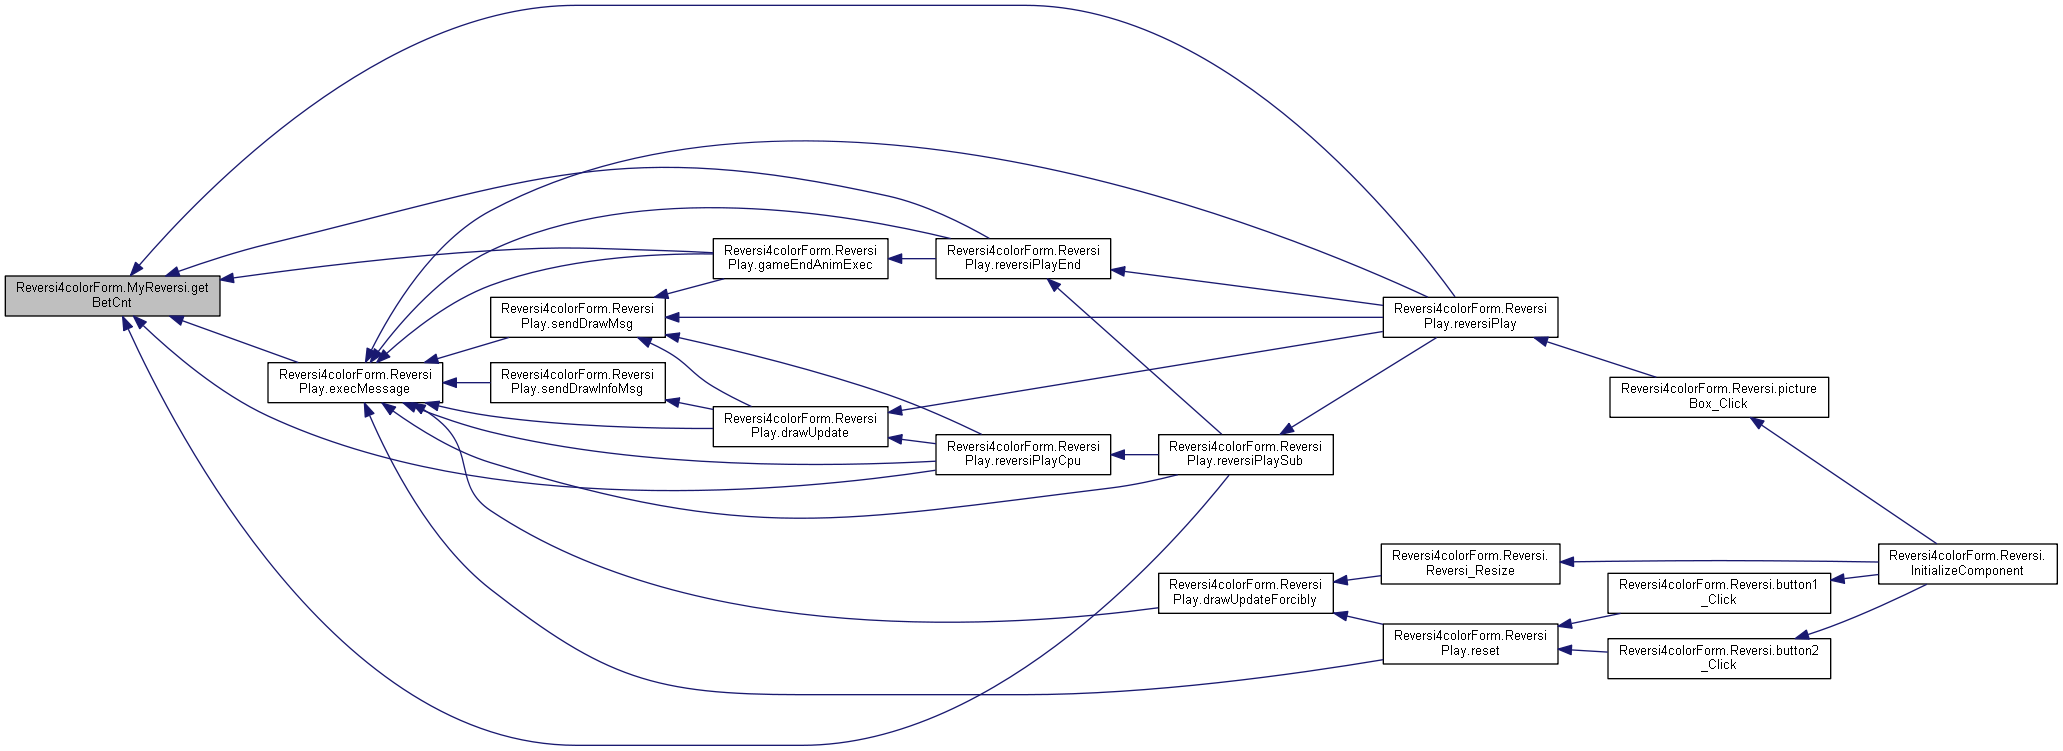 Reversi4colorForm.MyReversi.get
BetCnt
Reversi4colorForm.Reversi
Play.execMessage
Reversi4colorForm.Reversi
Play.sendDrawMsg
Reversi4colorForm.Reversi
Play.sendDrawInfoMsg
Reversi4colorForm.Reversi
Play.gameEndAnimExec
Reversi4colorForm.Reversi
Play.drawUpdate
Reversi4colorForm.Reversi
Play.reversiPlayEnd
Reversi4colorForm.Reversi
Play.reversiPlayCpu
Reversi4colorForm.Reversi
Play.reversiPlaySub
Reversi4colorForm.Reversi
Play.drawUpdateForcibly
Reversi4colorForm.Reversi
Play.reversiPlay
Reversi4colorForm.Reversi.
Reversi_Resize
Reversi4colorForm.Reversi
Play.reset
Reversi4colorForm.Reversi.picture
Box_Click
Reversi4colorForm.Reversi.button1
_Click
Reversi4colorForm.Reversi.button2
_Click
Reversi4colorForm.Reversi.
InitializeComponent